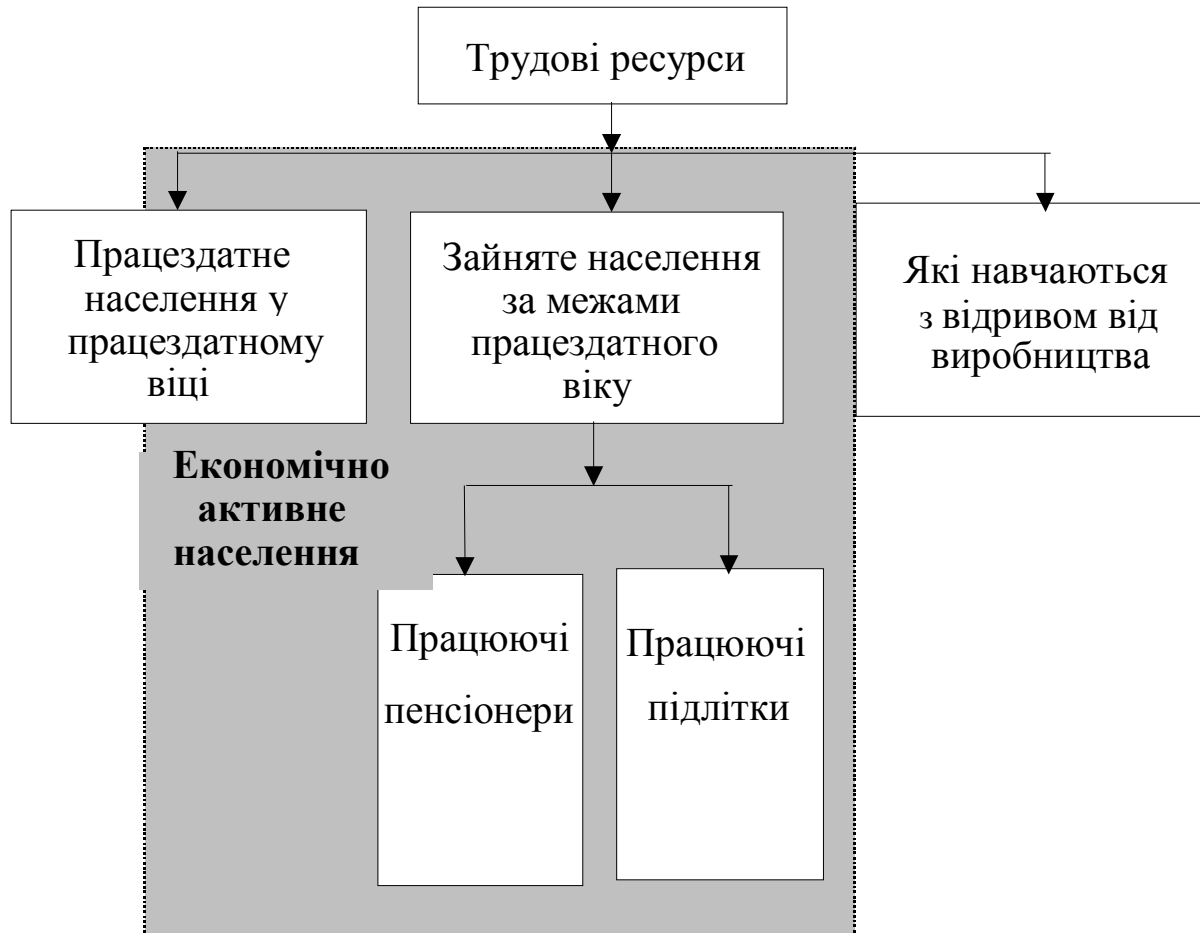 Трудові ресурси
Працездатне
населення у
працездатному
віці
Зайняте населення
за межами
працездатного
віку
Які навчаються
з відривом від
виробництва
Економічно
активне
населення
Працюючі
пенсіонери
Працюючі
підлітки